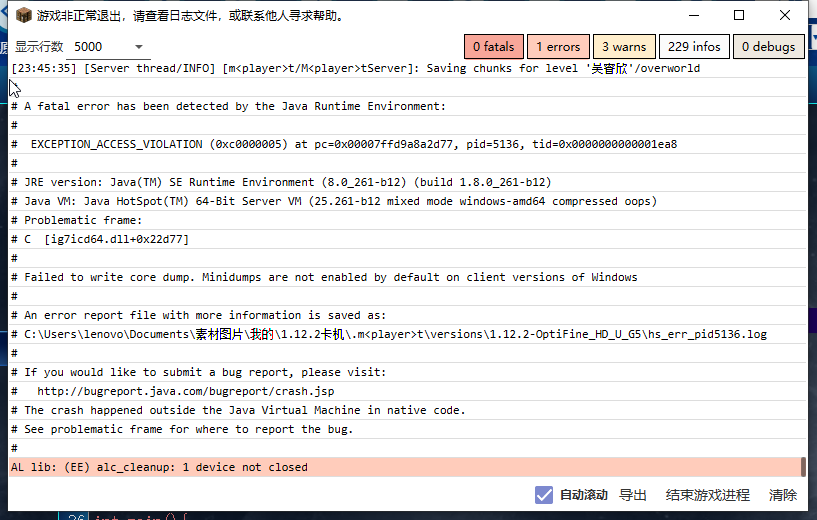 游戏非正常退出，请查看日志文件，或联系他人寻求帮助。
显示行数 5000
0 fatals 1 errors 3 warns 229 infos 0 debugs
[23:45:35] [Server thread/INFO] [m<player>t/M<player>tServer]: Saving chunks for level '吴睿欣'/overworld
# A fatal error has been detected by the Java Runtime Environment:
#
#  EXCEPTION_ACCESS_VIOLATION (0xc0000005) at pc=0x00007ffd9a8a2d77, pid=5136, tid=0x0000000000001ea8
#
# JRE version: Java(TM) SE Runtime Environment (8.0_261-b12) (build 1.8.0_261-b12)
# Java VM: Java HotSpot(TM) 64-Bit Server VM (25.261-b12 mixed mode windows-amd64 compressed oops)
# Problematic frame:
# C  [ig7icd64.dll+0x22d77]
#
# Failed to write core dump. Minidumps are not enabled by default on client versions of Windows
#
# An error report file with more information is saved as:
# C:\Users\lenovo\Documents\素材图片\我的\1.12.2卡机\.m<player>t\versions\1.12.2-OptiFine_HD_U_G5\hs_err_pid5136.log
#
# If you would like to submit a bug report, please visit:
#   http://bugreport.java.com/bugreport/crash.jsp
# The crash happened outside the Java Virtual Machine in native code.
# See problematic frame for where to report the bug.
#
AL lib: (EE) alc_cleanup: 1 device not closed
自动滚动 导出 结束游戏进程 清除